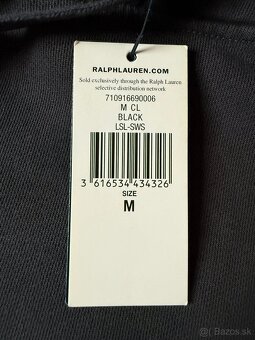 RALPHLAUREN.COM
Sold exclusively through the Ralph Lauren
selective distribution network
710916690006
M CL
BLACK
LSL-SWS
3 616534 434326
SIZE
M
© bazar.sk